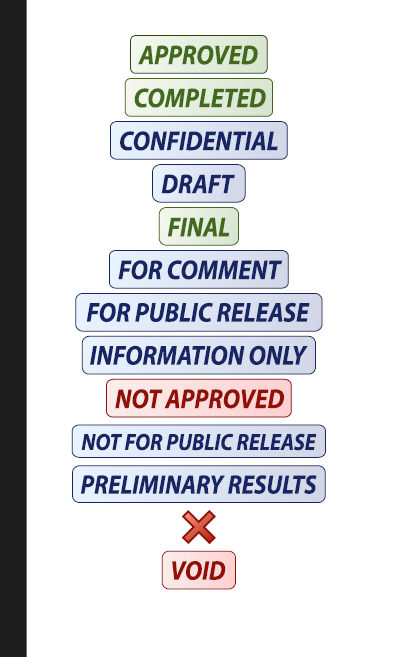 APPROVED
COMPLETED
CONFIDENTIAL
DRAFT
FINAL
FOR COMMENT
FOR PUBLIC RELEASE
INFORMATION ONLY
NOT APPROVED
NOT FOR PUBLIC RELEASE
PRELIMINARY RESULTS
VOID